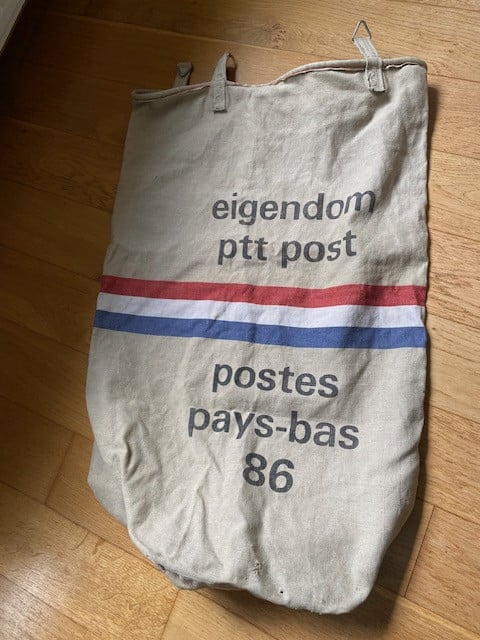 eigendom
ptt post
postes
pays-bas
86